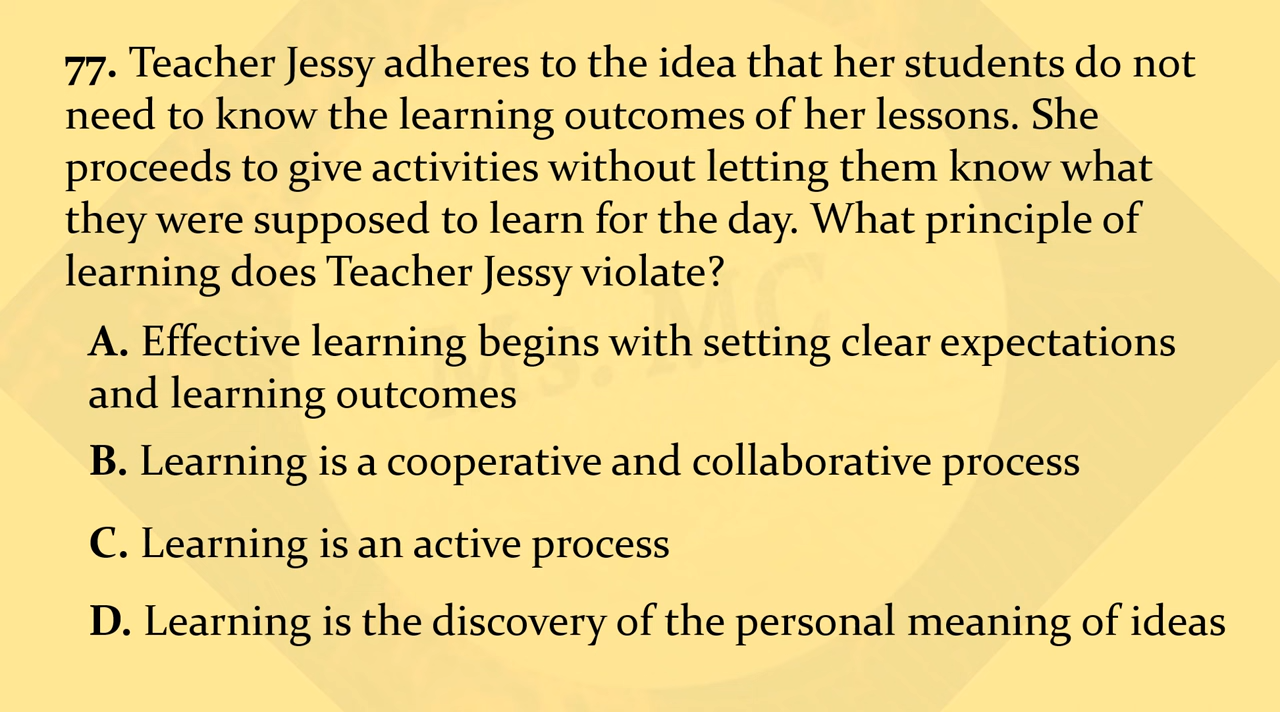 77. Teacher Jessy adheres to the idea that her students do not
need to know the learning outcomes of her lessons. She
proceeds to give activities without letting them know what
they were supposed to learn for the day. What principle of
learning does Teacher Jessy violate?
A. Effective learning begins with setting clear expectations
and learning outcomes
B. Learning is a cooperative and collaborative process
C. Learning is an active process
D. Learning is the discovery of the personal meaning of ideas
Ms. MC